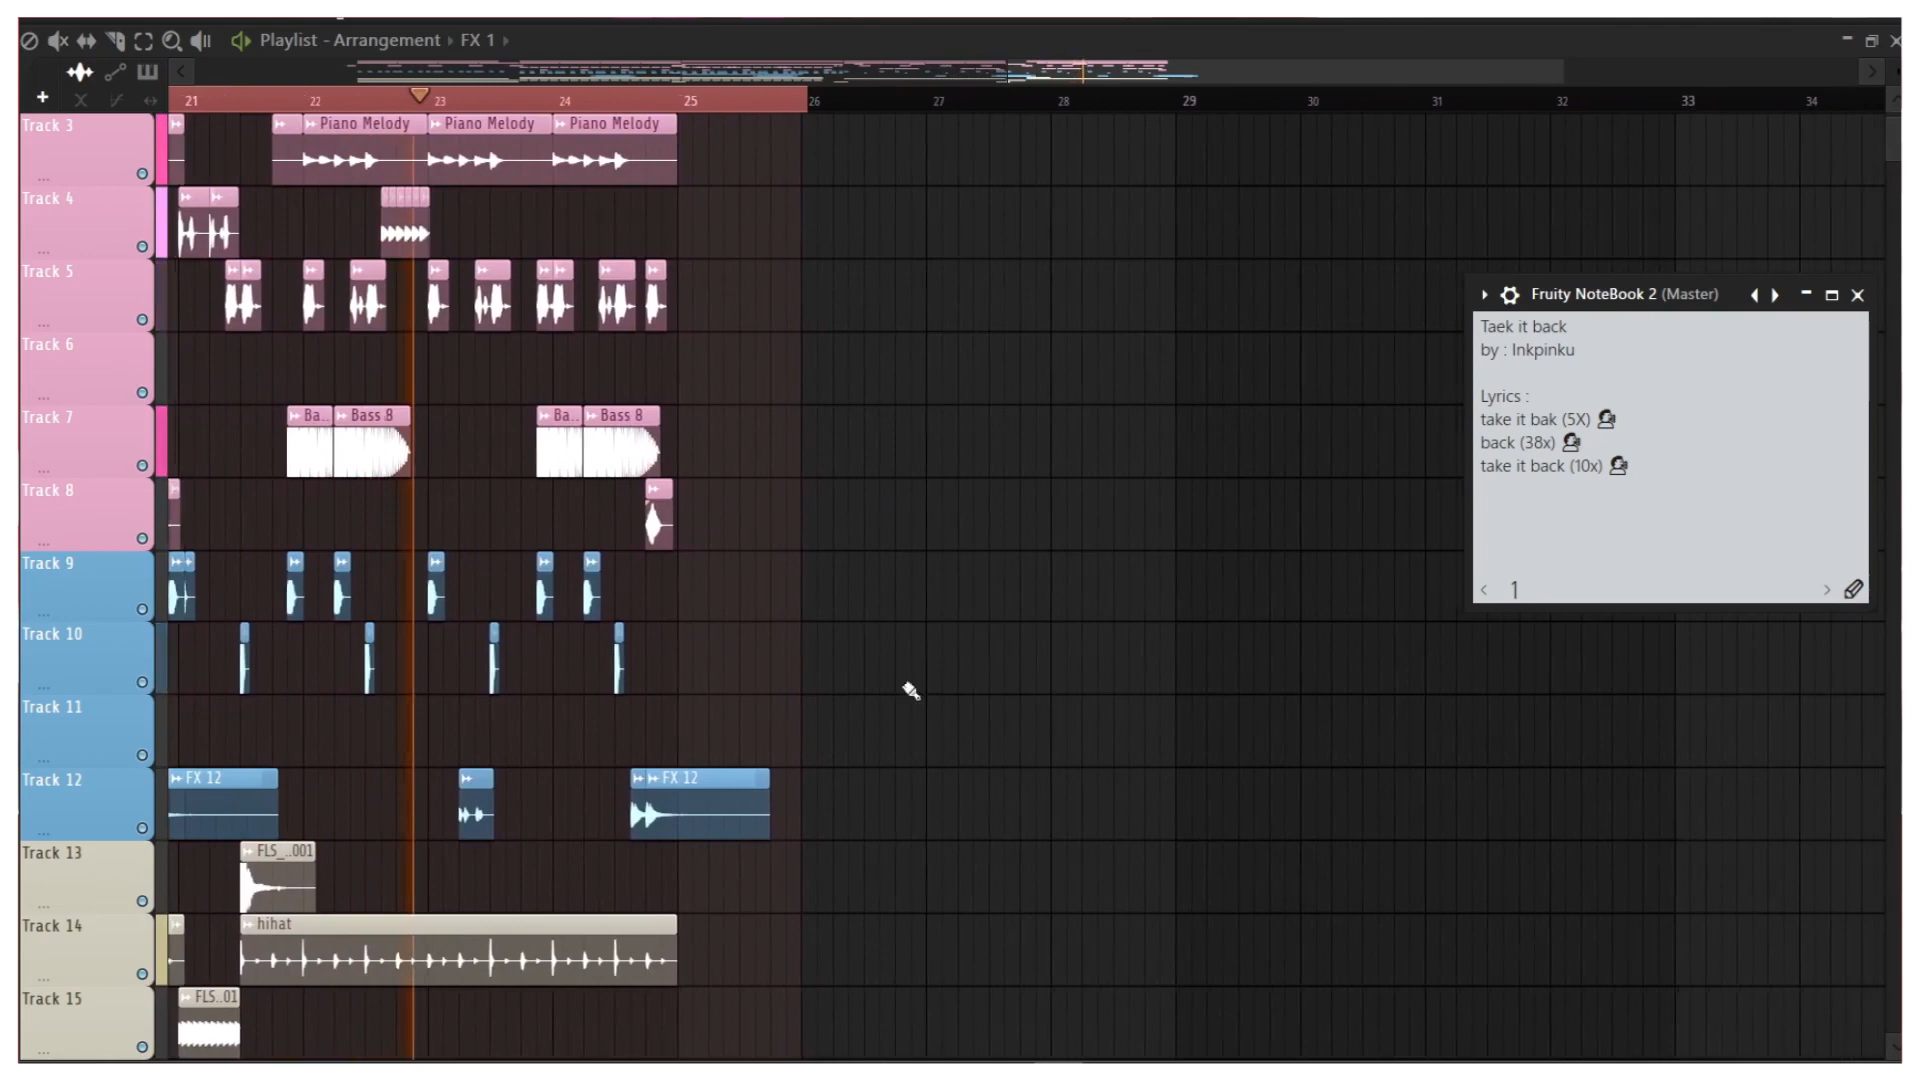 Playlist - Arrangement › FX 1 ›
21 22 23 24 25 26 27 28 29 30 31 32 33 34
Track 3
Piano Melody Piano Melody Piano Melody
Track 4
Track 5
Track 6
Track 7
Ba.. Bass 8 Ba.. Bass 8
Track 8
Track 9
Track 10
Track 11
Track 12
FX 12 FX 12
Track 13
FLS_..001
Track 14
hihat
Track 15
FLS..01
Fruity NoteBook 2 (Master)
Taek it back
by : Inkpinku
Lyrics :
take it bak (5X)
back (38x)
take it back (10x)
1